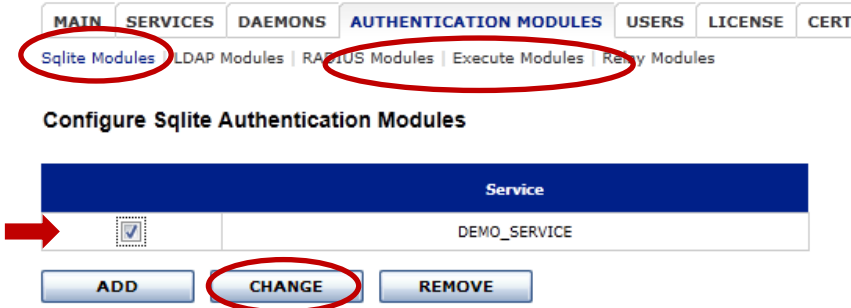 MAIN SERVICES DAEMONS AUTHENTICATION MODULES USERS LICENSE CERT
Sqlite Modules | LDAP Modules | RADIUS Modules | Execute Modules | Relay Modules
Configure Sqlite Authentication Modules
Service
DEMO_SERVICE
ADD CHANGE REMOVE